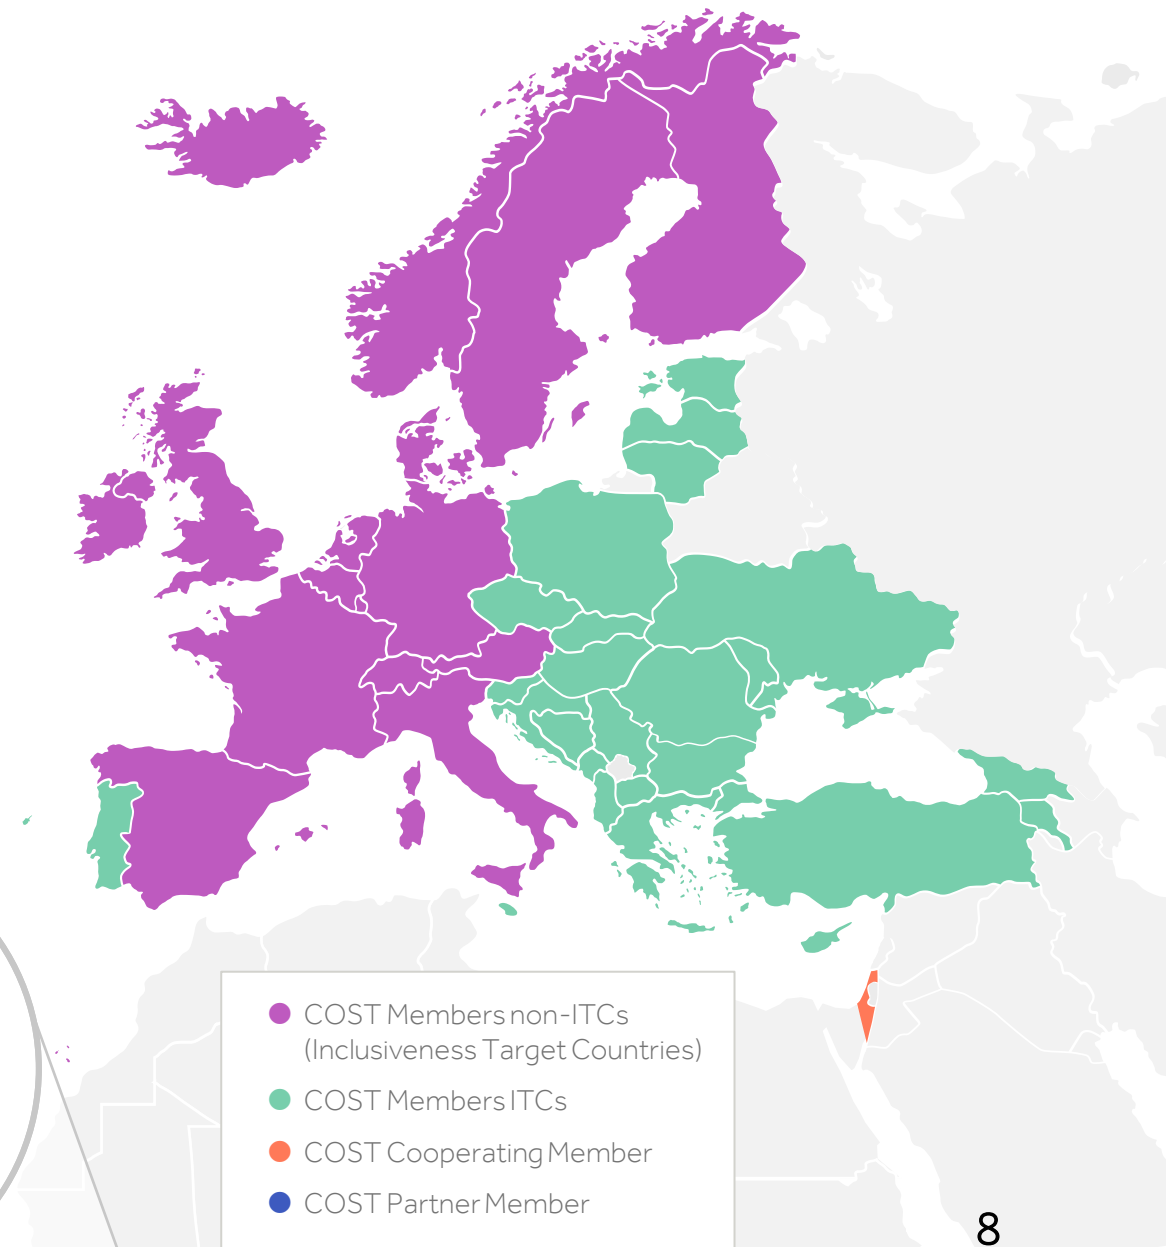 COST Members non-ITCs
(Inclusiveness Target Countries)
COST Members ITCs
COST Cooperating Member
COST Partner Member
8